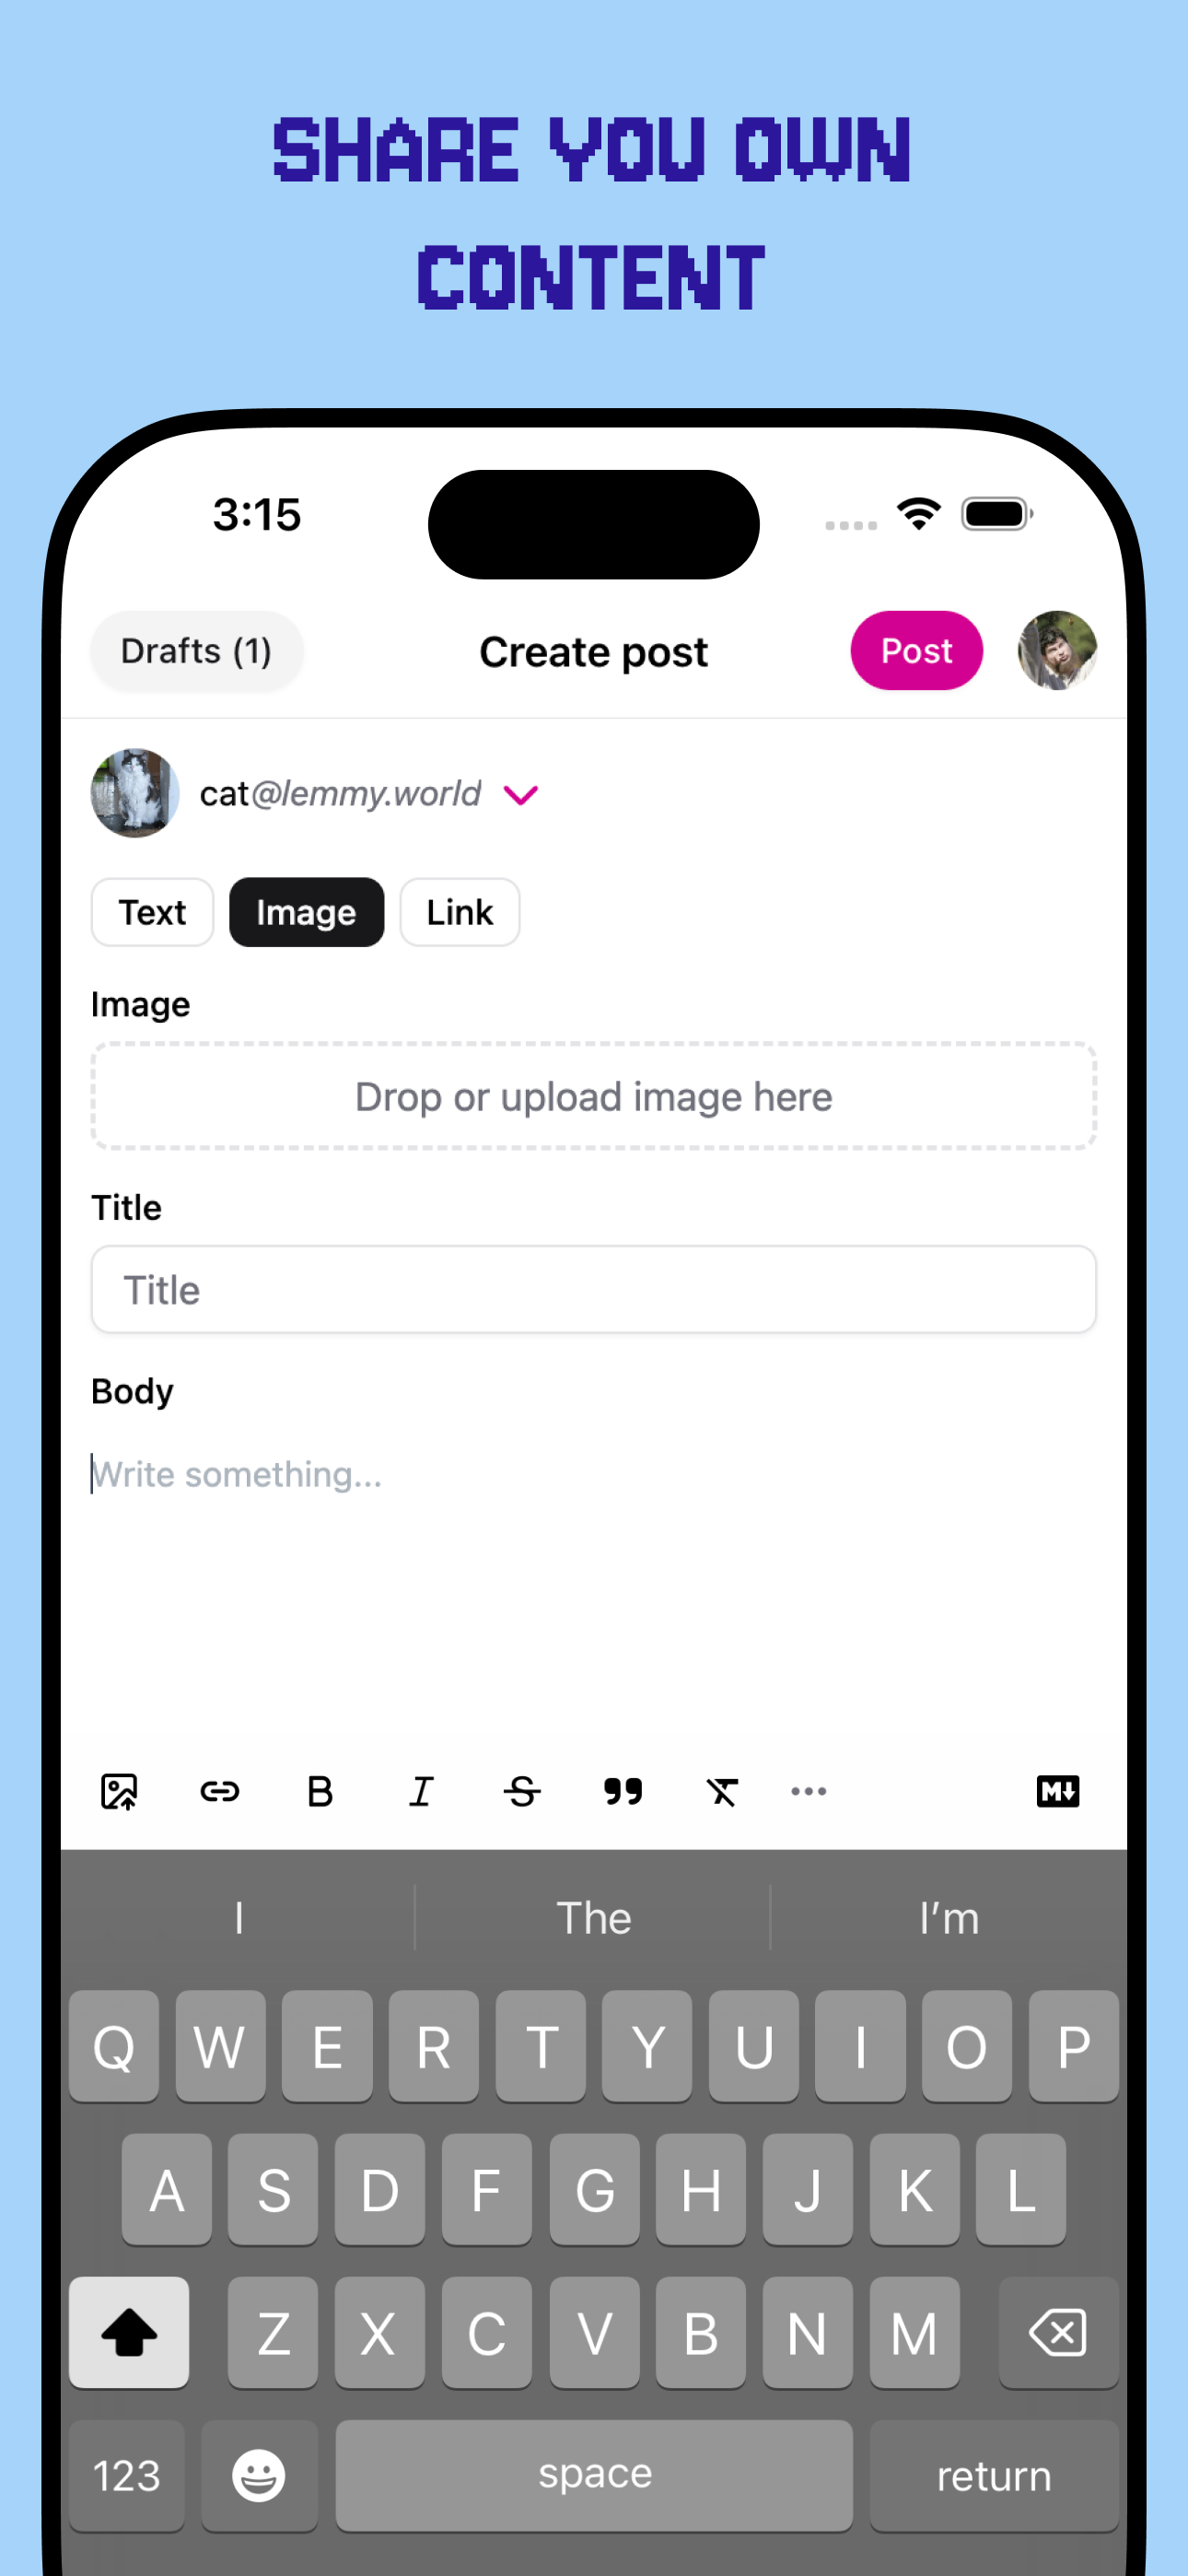 SHARE YOU OWN
CONTENT
3:15
Drafts (1)
Create post
Post
cat@lemmy.world
Text
Image
Link
Image
Drop or upload image here
Title
Title
Body
Write something...
B I S ❞ M↓
I The I’m
Q W E R T Y U I O P
A S D F G H J K L
Z X C V B N M
123 space return